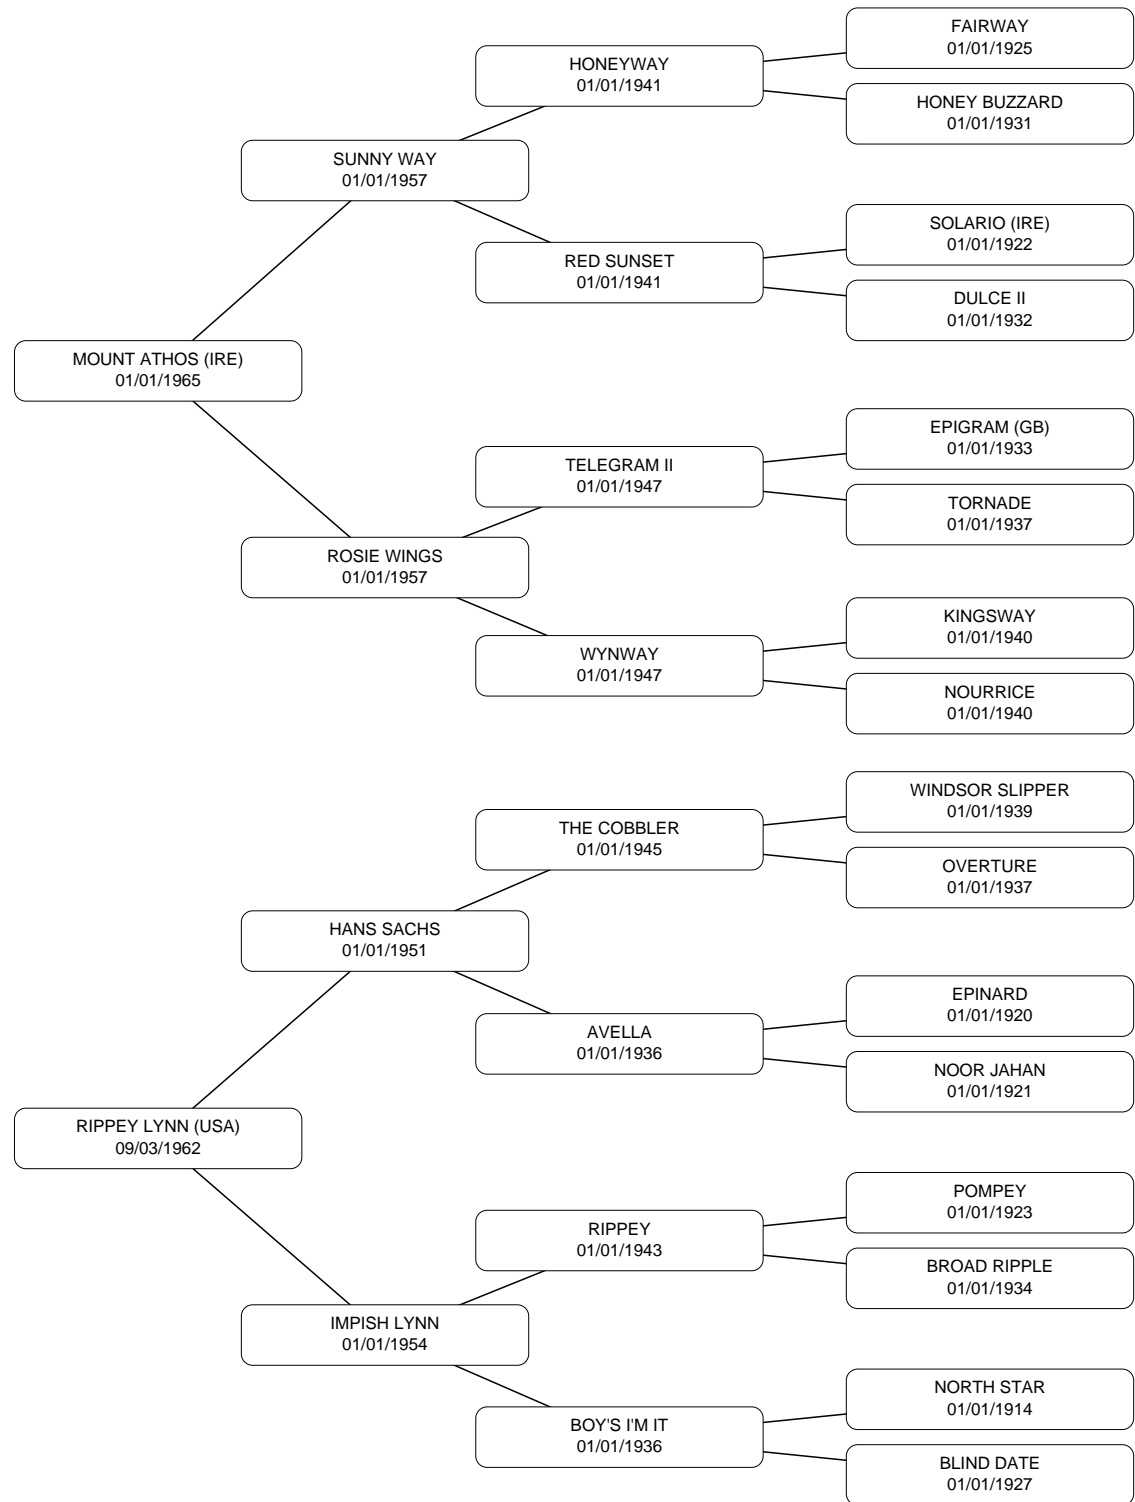 FAIRWAY
01/01/1925
HONEYWAY
01/01/1941
HONEY BUZZARD
01/01/1931
SUNNY WAY
01/01/1957
SOLARIO (IRE)
01/01/1922
RED SUNSET
01/01/1941
DULCE II
01/01/1932
MOUNT ATHOS (IRE)
01/01/1965
EPIGRAM (GB)
01/01/1933
TELEGRAM II
01/01/1947
TORNADE
01/01/1937
ROSIE WINGS
01/01/1957
KINGSWAY
01/01/1940
WYNWAY
01/01/1947
NOURRICE
01/01/1940
WINDSOR SLIPPER
01/01/1939
THE COBBLER
01/01/1945
OVERTURE
01/01/1937
HANS SACHS
01/01/1951
EPINARD
01/01/1920
AVELLA
01/01/1936
NOOR JAHAN
01/01/1921
RIPPEY LYNN (USA)
09/03/1962
POMPEY
01/01/1923
RIPPEY
01/01/1943
BROAD RIPPLE
01/01/1934
IMPISH LYNN
01/01/1954
NORTH STAR
01/01/1914
BOY'S I'M IT
01/01/1936
BLIND DATE
01/01/1927